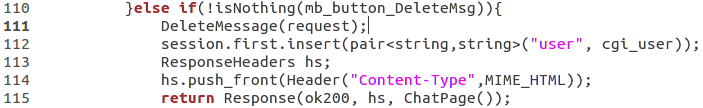 110 }else if(!isNothing(mb_button_DeleteMsg)){
111 DeleteMessage(request);
112 session.first.insert(pair<string,string>("user", cgi_user));
113 ResponseHeaders hs;
114 hs.push_front(Header("Content-Type",MIME_HTML));
115 return Response(ok200, hs, ChatPage());